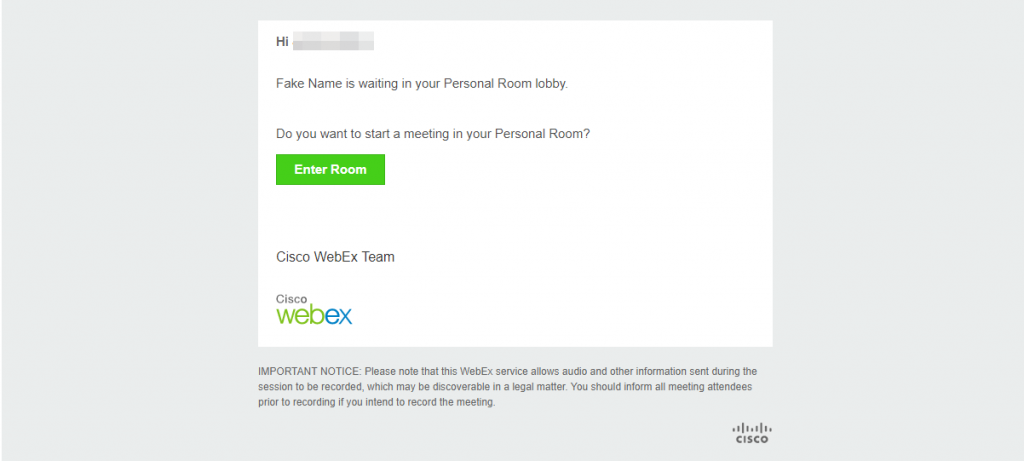 Hi
Fake Name is waiting in your Personal Room lobby.
Do you want to start a meeting in your Personal Room?
Enter Room
Cisco WebEx Team
Cisco
webex
IMPORTANT NOTICE: Please note that this WebEx service allows audio and other information sent during the
session to be recorded, which may be discoverable in a legal matter. You should inform all meeting attendees
prior to recording if you intend to record the meeting.
CISCO